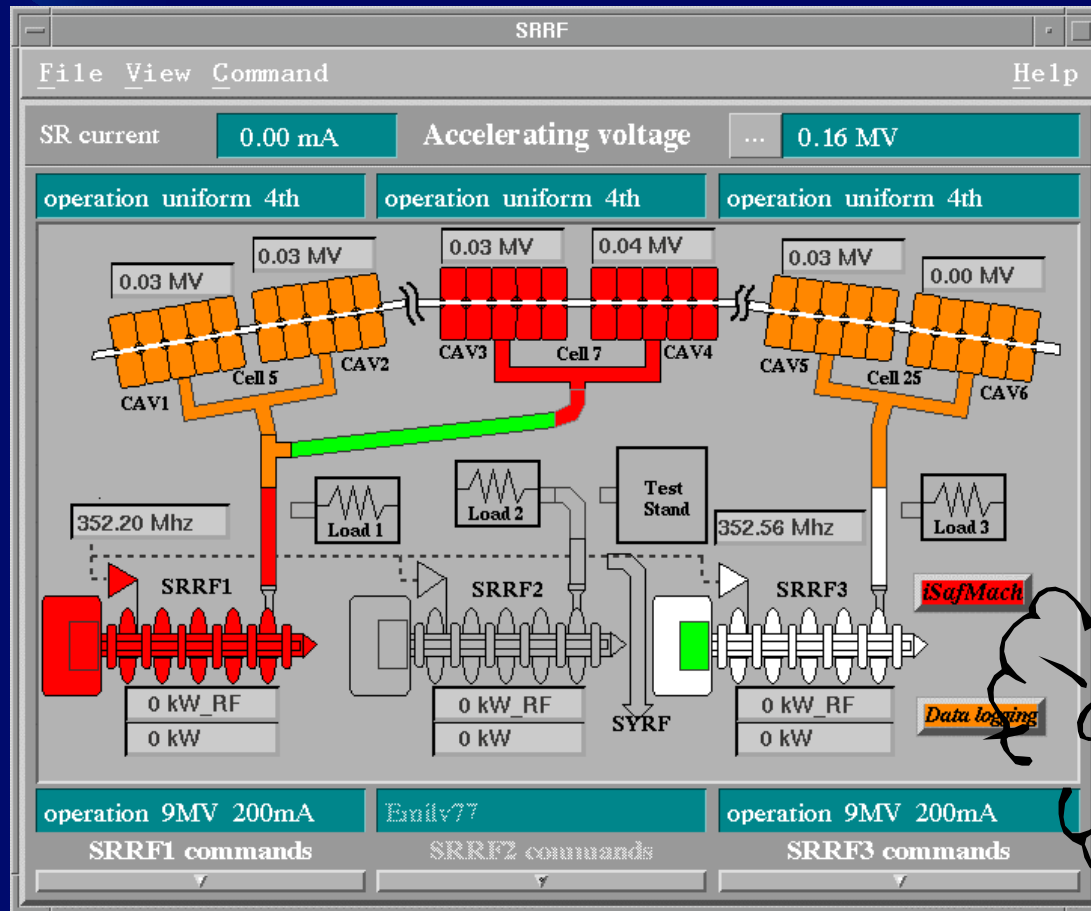 SRRF
File View Command Help
SR current 0.00 mA Accelerating voltage ... 0.16 MV
operation uniform 4th operation uniform 4th operation uniform 4th
0.03 MV 0.03 MV 0.03 MV 0.04 MV 0.03 MV 0.00 MV
CAV1 Cell 5 CAV2 CAV3 Cell 7 CAV4 CAV5 Cell 25 CAV6
352.20 Mhz Load 1 Load 2 Test Stand 352.56 Mhz Load 3
SRRF1 SRRF2 SRRF3 iSafMach
0 kW_RF 0 kW_RF 0 kW_RF
0 kW 0 kW SYRF 0 kW Data logging
operation 9MV 200mA Emily77 operation 9MV 200mA
SRRF1 commands SRRF2 commands SRRF3 commands